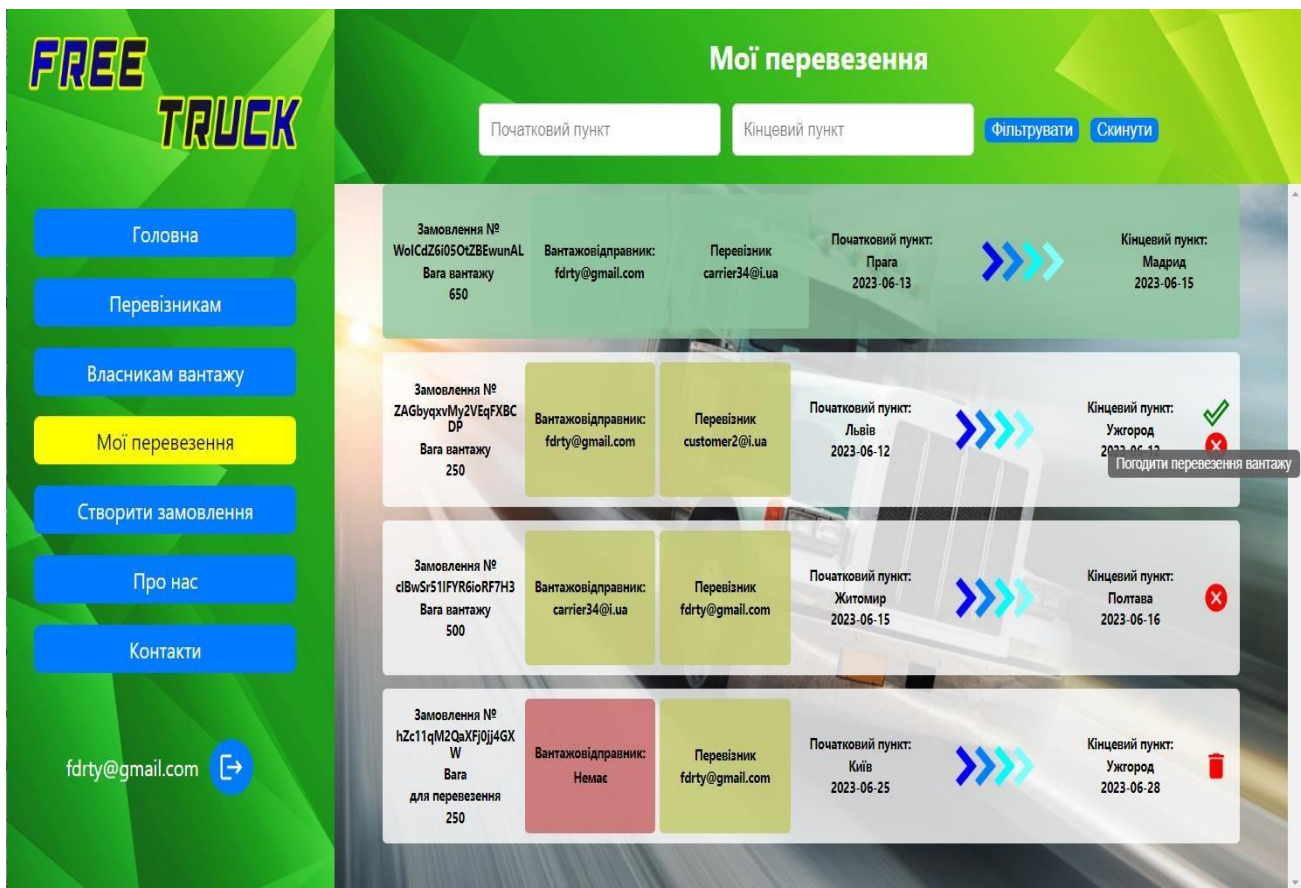 FREE
TRUCK
Головна
Перевізникам
Власникам вантажу
Мої перевезення
Створити замовлення
Про нас
Контакти
fdrty@gmail.com
Мої перевезення
Початковий пункт
Кінцевий пункт
Фільтрувати
Скинути
Замовлення №
WolCdZ6i05OtZBEwunAL
Вага вантажу
650
Вантажовідправник:
fdrty@gmail.com
Перевізник
carrier34@i.ua
Початковий пункт:
Прага
2023-06-13
Кінцевий пункт:
Мадрид
2023-06-15
Замовлення №
ZAGbyqxvMy2VEqFXBC
DP
Вага вантажу
250
Вантажовідправник:
fdrty@gmail.com
Перевізник
customer2@i.ua
Початковий пункт:
Львів
2023-06-12
Кінцевий пункт:
Ужгород
2023-06-12
Погодити перевезення вантажу
Замовлення №
clBwSr51lFYR6ioRF7H3
Вага вантажу
500
Вантажовідправник:
carrier34@i.ua
Перевізник
fdrty@gmail.com
Початковий пункт:
Житомир
2023-06-15
Кінцевий пункт:
Полтава
2023-06-16
Замовлення №
hZc11qM2QaXFj0jj4GX
W
Вага
для перевезення
250
Вантажовідправник:
Немає
Перевізник
fdrty@gmail.com
Початковий пункт:
Київ
2023-06-25
Кінцевий пункт:
Ужгород
2023-06-28